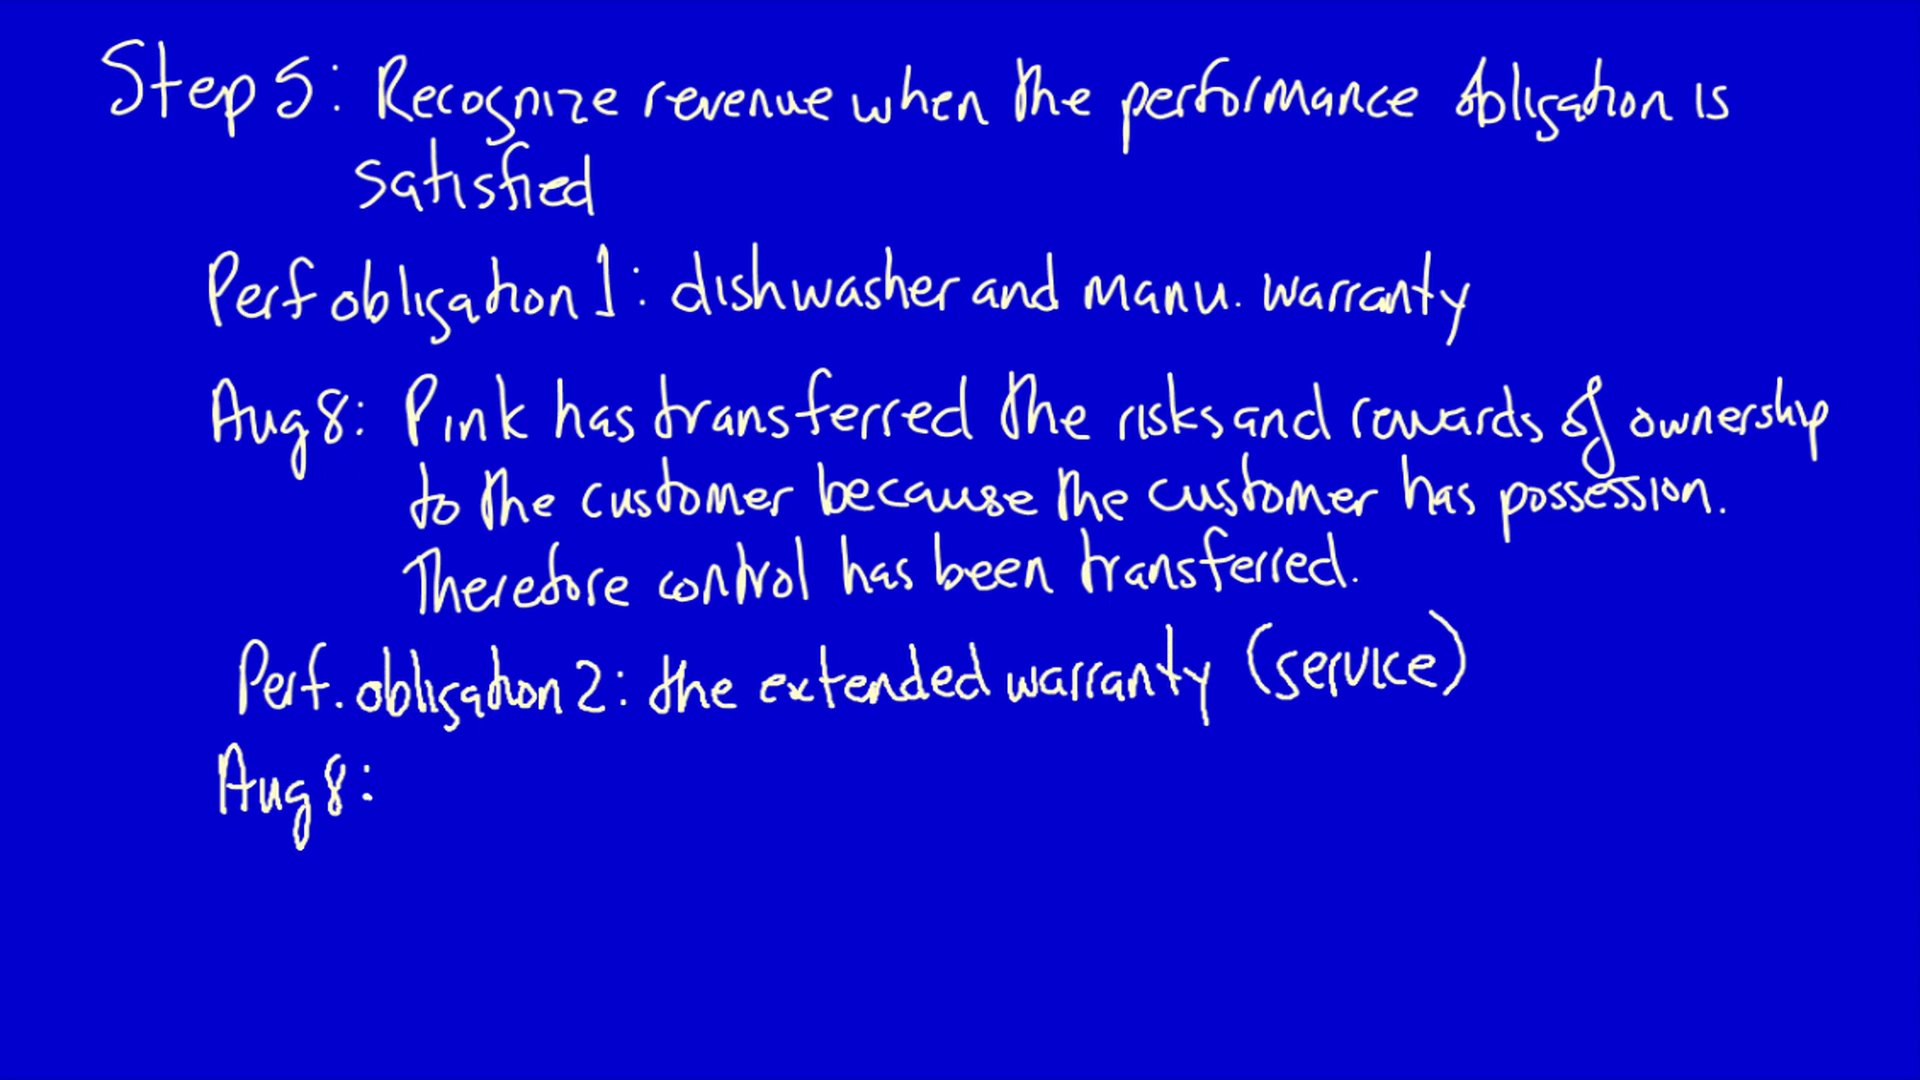 Step 5: Recognize revenue when the performance obligation is
satisfied
Perf obligation 1: dishwasher and manu. warranty
Aug 8: Pink has transferred the risks and rewards of ownership
to the customer because the customer has possession.
Therefore control has been transferred.
Perf. obligation 2: the extended warranty (service)
Aug 8: